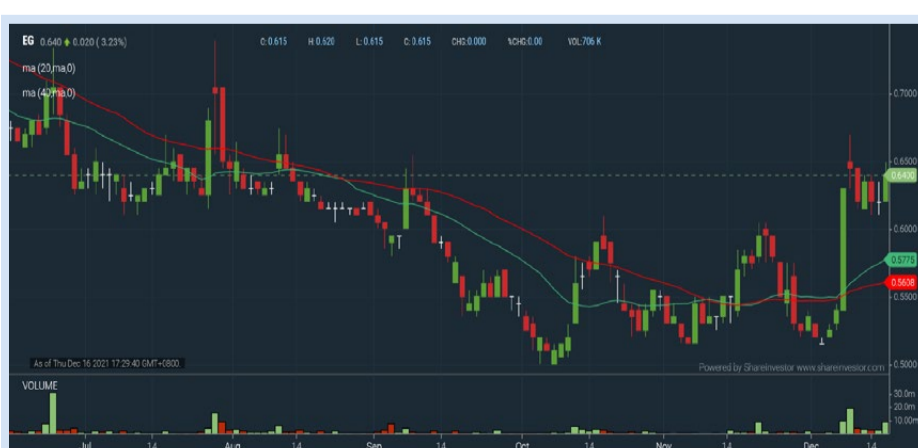 EG 0.640 0.020 ( 3.23%) O: 0.615 H: 0.620 L: 0.615 C: 0.615 CHG:0.000 %CHG:0.00 VOL:706 K
ma (20,ma,0)
ma (40,ma,0)
0.7000
0.6500
0.6400
0.6000
0.5775
0.5608
0.5500
0.5000
As of Thu Dec 16 2021 17:29:40 GMT+0800.
Powered by ShareInvestor www.shareinvestor.com
VOLUME
30.0m
20.0m
10.00m
Jul 14 Aug 14 Sep 14 Oct 14 Nov 14 Dec 14